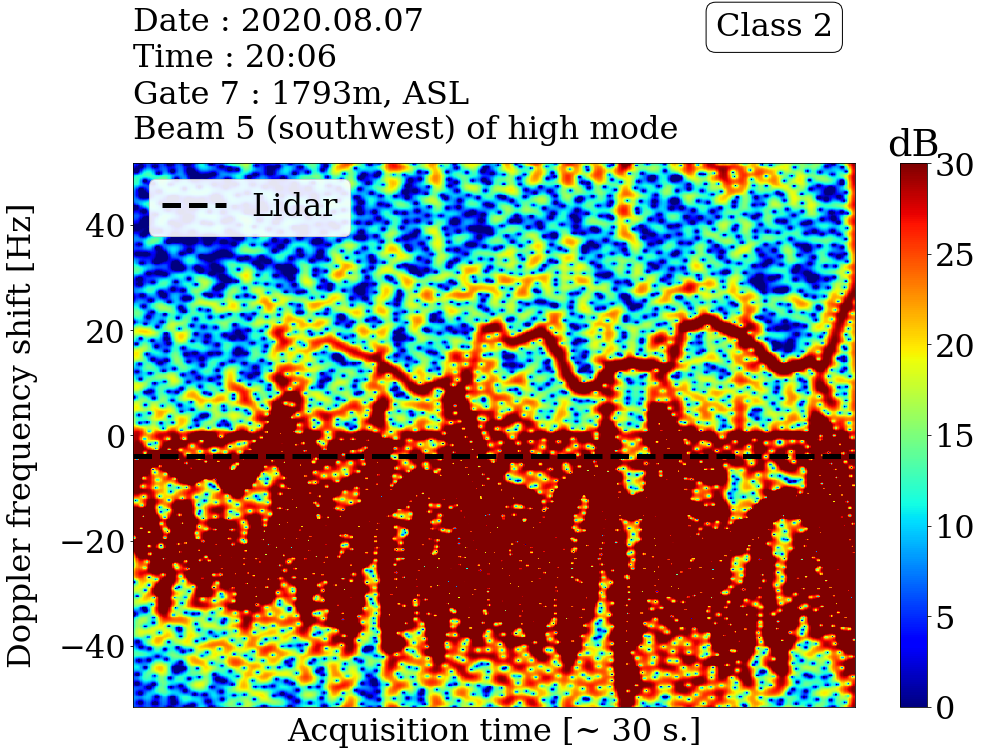 Date : 2020.08.07
Time : 20:06
Gate 7 : 1793m, ASL
Beam 5 (southwest) of high mode
Class 2
dB
Lidar
Doppler frequency shift [Hz]
40
20
0
−20
−40
Acquisition time [~ 30 s.]
30
25
20
15
10
5
0